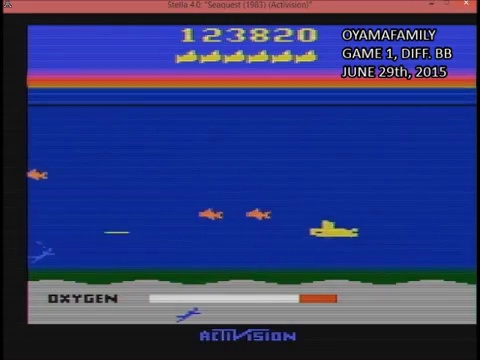 Stella 4.0: "Seaquest (1983) (Activision)"
123820
OYAMAFAMILY
GAME 1, DIFF. BB
JUNE 29th, 2015
OXYGEN
ACTIVISION